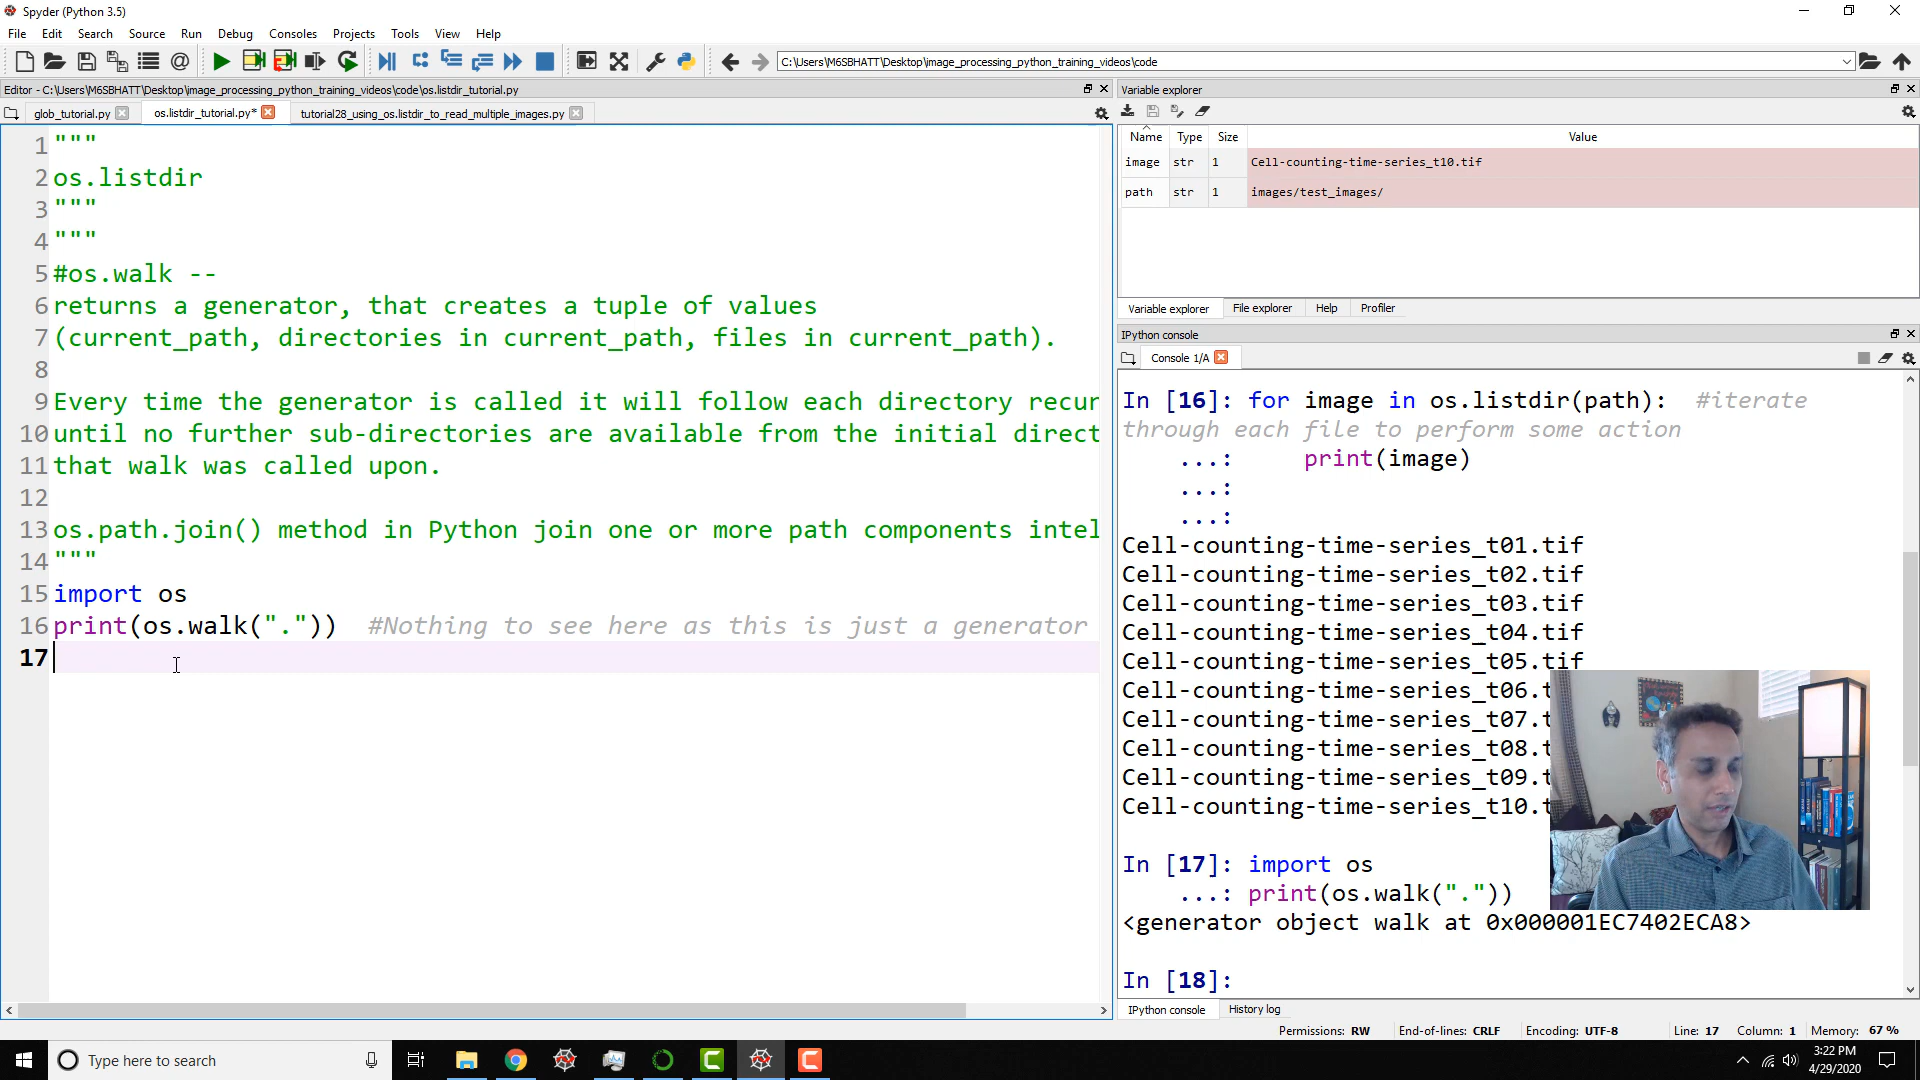 Spyder (Python 3.5)
File Edit Search Source Run Debug Consoles Projects Tools View Help
C:\Users\M6SBHATT\Desktop\image_processing_python_training_videos\code
Editor - C:\Users\M6SBHATT\Desktop\image_processing_python_training_videos\code\os.listdir_tutorial.py
glob_tutorial.py os.listdir_tutorial.py* tutorial28_using_os.listdir_to_read_multiple_images.py
1 """
2 os.listdir
3 """
4 """
5 #os.walk --
6 returns a generator, that creates a tuple of values
7 (current_path, directories in current_path, files in current_path).
8
9 Every time the generator is called it will follow each directory recur
10 until no further sub-directories are available from the initial direct
11 that walk was called upon.
12
13 os.path.join() method in Python join one or more path components intel
14 """
15 import os
16 print(os.walk("."))  #Nothing to see here as this is just a generator
17
Variable explorer
Name Type Size Value
image str 1 Cell-counting-time-series_t10.tif
path str 1 images/test_images/
Variable explorer File explorer Help Profiler
IPython console
Console 1/A
In [16]: for image in os.listdir(path):  #iterate
through each file to perform some action
...:     print(image)
...:
...:
Cell-counting-time-series_t01.tif
Cell-counting-time-series_t02.tif
Cell-counting-time-series_t03.tif
Cell-counting-time-series_t04.tif
Cell-counting-time-series_t05.tif
Cell-counting-time-series_t06.
Cell-counting-time-series_t07.
Cell-counting-time-series_t08.
Cell-counting-time-series_t09.
Cell-counting-time-series_t10.
In [17]: import os
...: print(os.walk("."))
<generator object walk at 0x000001EC7402ECA8>
In [18]:
IPython console History log
Permissions: RW End-of-lines: CRLF Encoding: UTF-8 Line: 17 Column: 1 Memory: 67 %
Type here to search
3:22 PM
4/29/2020